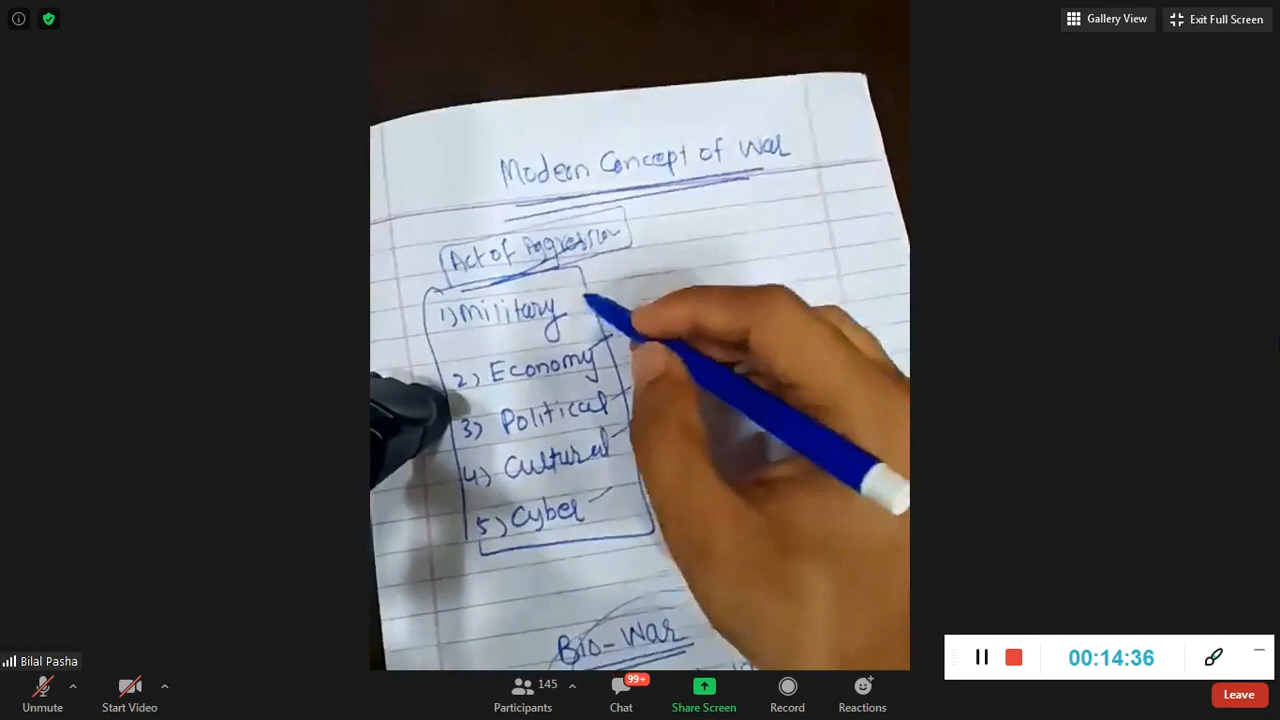 Gallery View
Exit Full Screen
Modern Concept of War
Act of Aggression
1) Military
2) Economy
3) Political
4) Cultural
5) Cyber
Bio-War
Bilal Pasha
00:14:36
Unmute
Start Video
145
Participants
99+
Chat
Share Screen
Record
Reactions
Leave